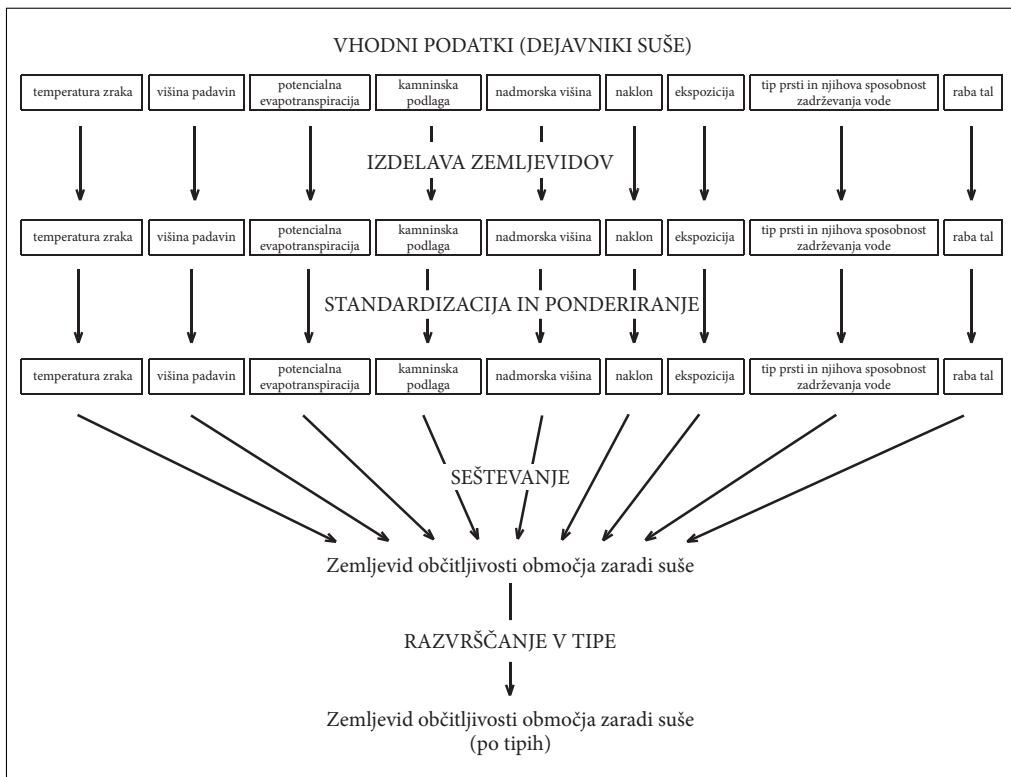 VHODNI PODATKI (DEJAVNIKI SUŠE)
temperatura zraka
višina padavin
potencialna
evapotranspiracija
kamninska
podlaga
nadmorska višina
naklon
ekspozicija
tip prsti in njihova sposobnost
zadrževanja vode
raba tal
IZDELAVA ZEMLJEVIDOV
temperatura zraka
višina padavin
potencialna
evapotranspiracija
kamninska
podlaga
nadmorska višina
naklon
ekspozicija
tip prsti in njihova sposobnost
zadrževanja vode
raba tal
STANDARDIZACIJA IN PONDERIRANJE
temperatura zraka
višina padavin
potencialna
evapotranspiracija
kamninska
podlaga
nadmorska višina
naklon
ekspozicija
tip prsti in njihova sposobnost
zadrževanja vode
raba tal
SEŠTEVANJE
Zemljevid občitljivosti območja zaradi suše
RAZVRŠČANJE V TIPE
Zemljevid občitljivosti območja zaradi suše
(po tipih)